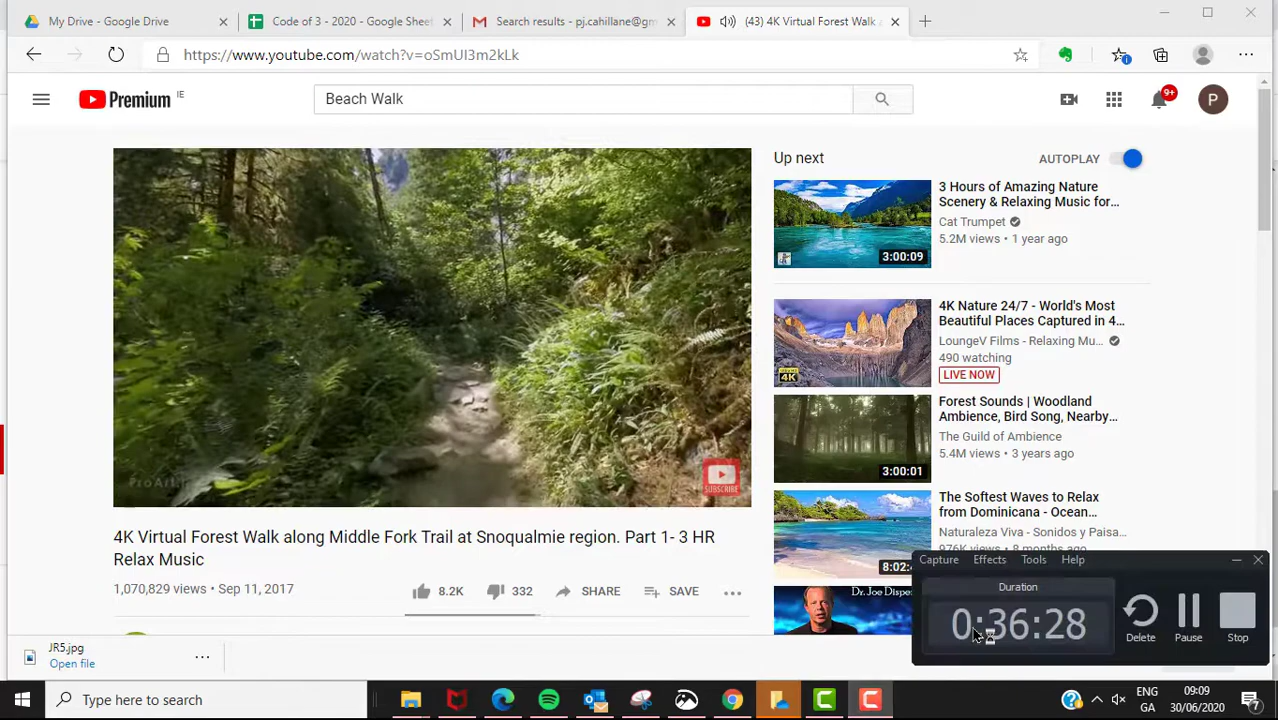 My Drive - Google Drive
Code of 3 - 2020 - Google Sheet
Search results - pj.cahillane@gm
(43) 4K Virtual Forest Walk
https://www.youtube.com/watch?v=oSmUI3m2kLk
Premium IE
Beach Walk
9+
P
SUBSCRIBE
4K Virtual Forest Walk along Middle Fork Trail at Snoqualmie region. Part 1- 3 HR
Relax Music
1,070,829 views • Sep 11, 2017
8.2K
332
SHARE
SAVE
Up next
AUTOPLAY
3 Hours of Amazing Nature
Scenery & Relaxing Music for...
Cat Trumpet
5.2M views • 1 year ago
3:00:09
4K Nature 24/7 - World's Most
Beautiful Places Captured in 4...
LoungeV Films - Relaxing Mu...
490 watching
LIVE NOW
4K
Forest Sounds | Woodland
Ambience, Bird Song, Nearby...
The Guild of Ambience
5.4M views • 3 years ago
3:00:01
The Softest Waves to Relax
from Dominicana - Ocean...
Naturaleza Viva - Sonidos y Paisa...
976K views • 8 months ago
Dr. Joe Dispen
Capture Effects Tools Help
Duration
0:36:28
Delete
Pause
Stop
JR5.jpg
Open file
Type here to search
ENG
GA
09:09
30/06/2020
7